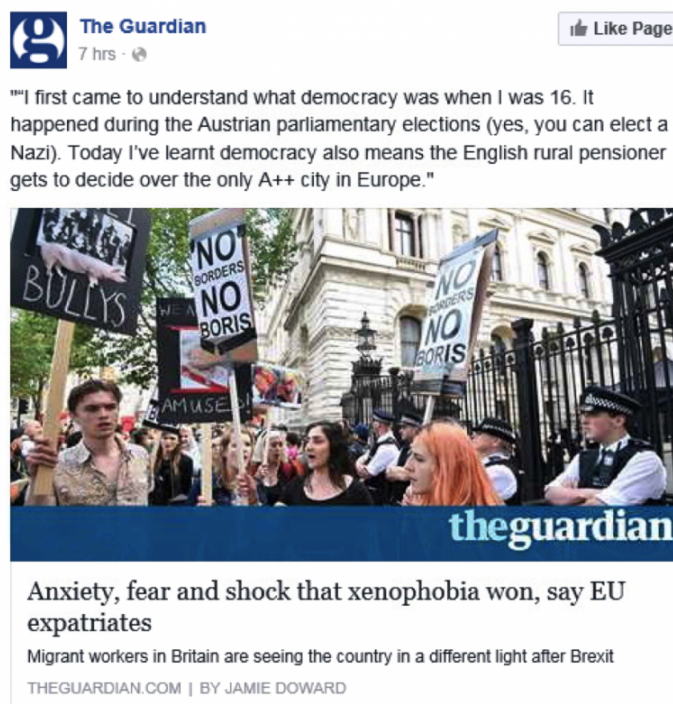 The Guardian
7 hrs ·
Like Page
""“I first came to understand what democracy was when I was 16. It
happened during the Austrian parliamentary elections (yes, you can elect a
Nazi). Today I've learnt democracy also means the English rural pensioner
gets to decide over the only A++ city in Europe."
BULLYS
WE
AMUSED
NO
BORDERS
NO
BORIS
NO
BORDERS
NO
BORIS
theguardian
Anxiety, fear and shock that xenophobia won, say EU
expatriates
Migrant workers in Britain are seeing the country in a different light after Brexit
THEGUARDIAN.COM | BY JAMIE DOWARD